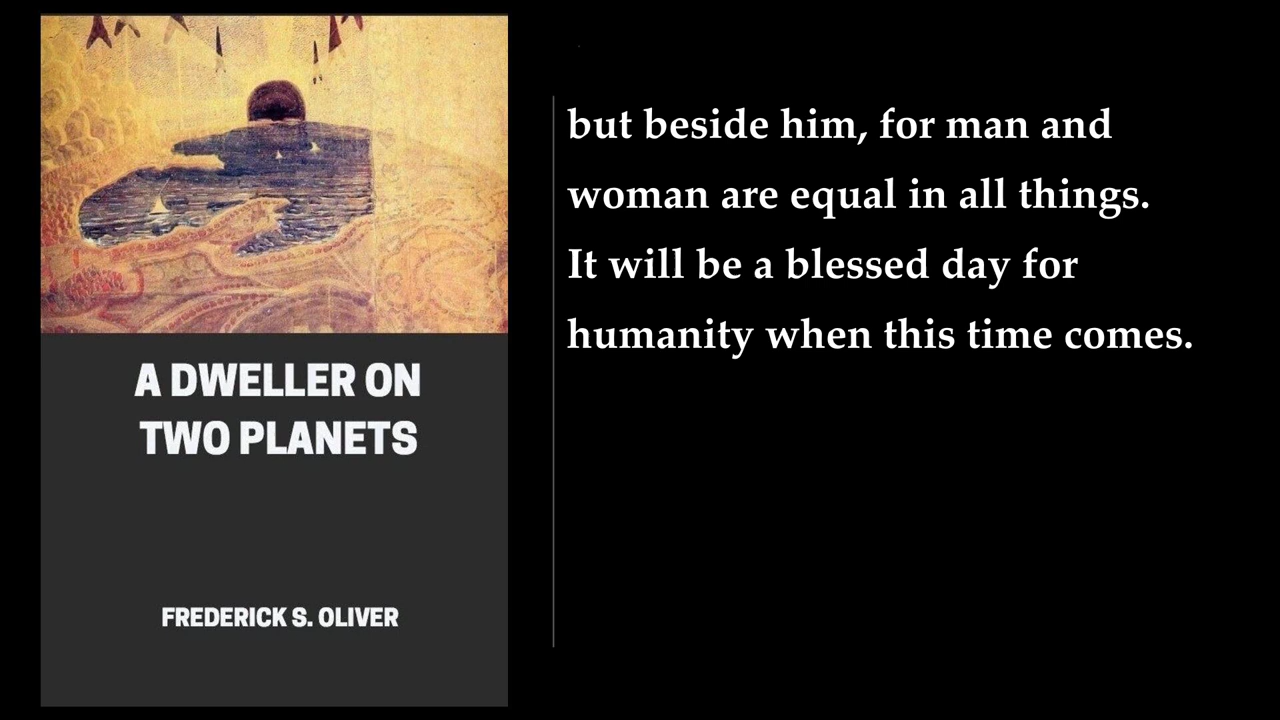 A DWELLER ON
TWO PLANETS
FREDERICK S. OLIVER
but beside him, for man and
woman are equal in all things.
It will be a blessed day for
humanity when this time comes.